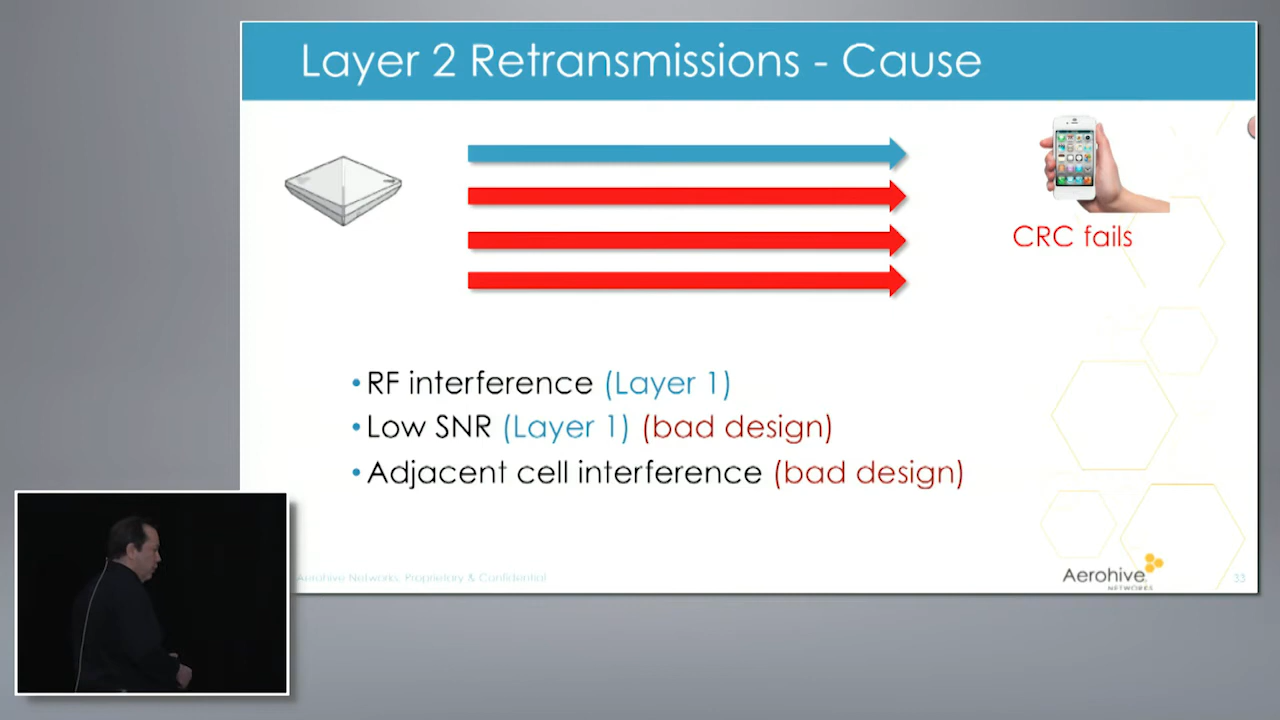 Layer 2 Retransmissions - Cause
CRC fails
•RF interference (Layer 1)
•Low SNR (Layer 1) (bad design)
•Adjacent cell interference (bad design)
Aerohive Networks, Proprietary & Confidential
Aerohive
NETWORKS
33